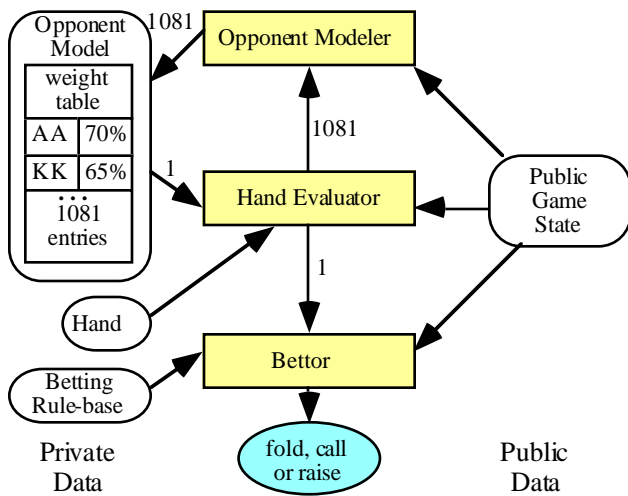 Opponent
Model
weight
table
AA 70%
KK 65%
...
1081
entries
1081
Opponent Modeler
1081
1
Hand Evaluator
Public
Game
State
1
Hand
Bettor
Betting
Rule-base
fold, call
or raise
Private
Data
Public
Data